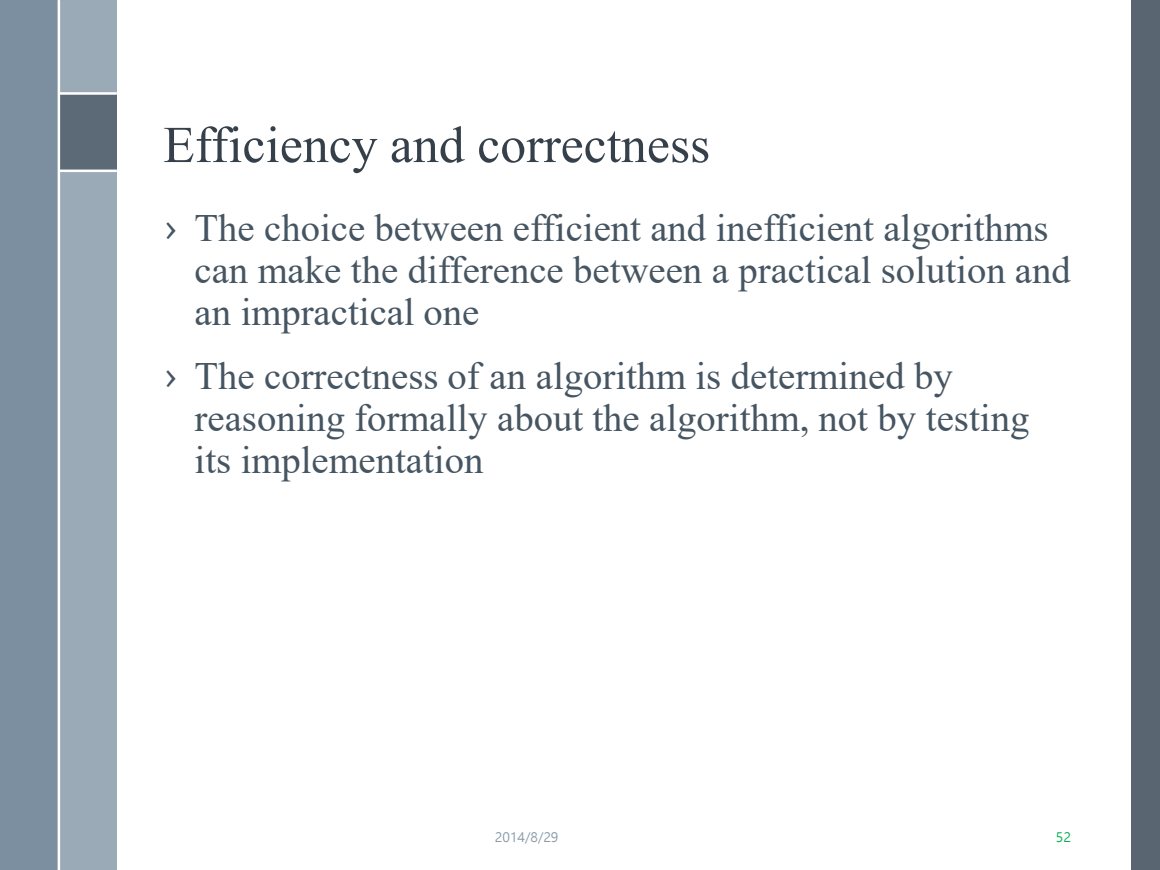 Efficiency and correctness
› The choice between efficient and inefficient algorithms
can make the difference between a practical solution and
an impractical one
› The correctness of an algorithm is determined by
reasoning formally about the algorithm, not by testing
its implementation
2014/8/29
52